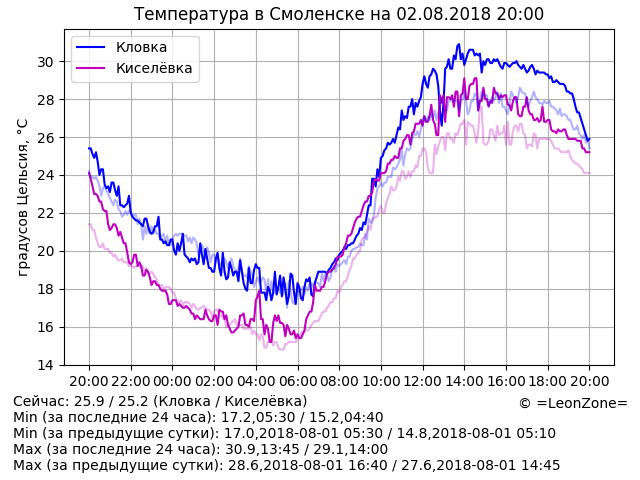 Температура в Смоленске на 02.08.2018 20:00
Кловка
Киселёвка
градусов Цельсия, °C
30
28
26
24
22
20
18
16
14
20:00 22:00 00:00 02:00 04:00 06:00 08:00 10:00 12:00 14:00 16:00 18:00 20:00
Сейчас: 25.9 / 25.2 (Кловка / Киселёвка)
© =LeonZone=
Min (за последние 24 часа): 17.2,05:30 / 15.2,04:40
Min (за предыдущие сутки): 17.0,2018-08-01 05:30 / 14.8,2018-08-01 05:10
Max (за последние 24 часа): 30.9,13:45 / 29.1,14:00
Max (за предыдущие сутки): 28.6,2018-08-01 16:40 / 27.6,2018-08-01 14:45